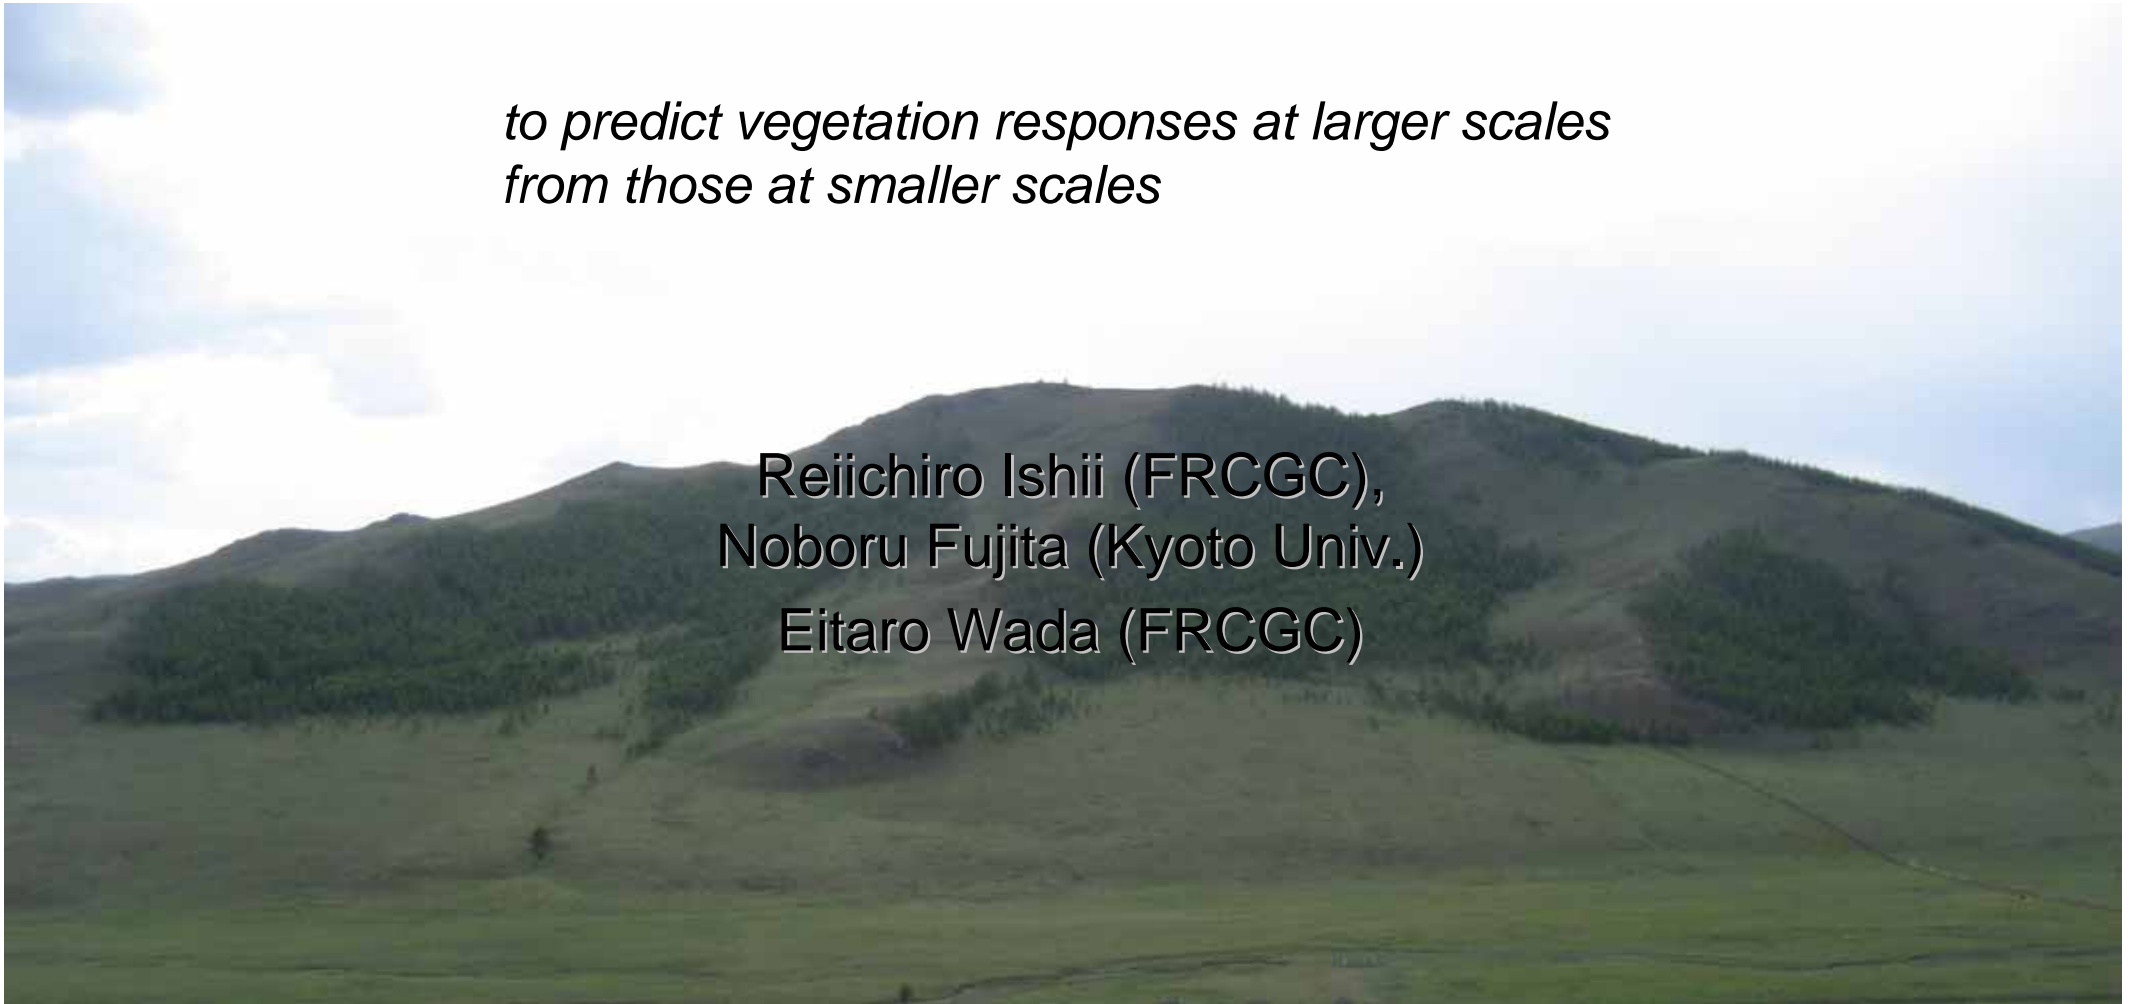 to predict vegetation responses at larger scales
from those at smaller scales
Reiichiro Ishii (FRCGC),
Noboru Fujita (Kyoto Univ.)
Eitaro Wada (FRCGC)